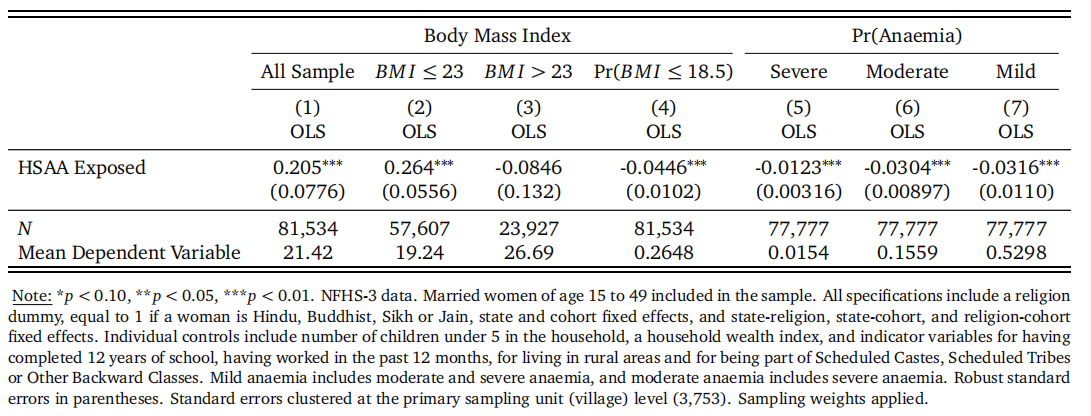 Body Mass Index Pr(Anaemia)
All Sample BMI ≤ 23 BMI > 23 Pr(BMI ≤ 18.5) Severe Moderate Mild
(1) (2) (3) (4) (5) (6) (7)
OLS OLS OLS OLS OLS OLS OLS
HSAA Exposed 0.205*** 0.264*** -0.0846 -0.0446*** -0.0123*** -0.0304*** -0.0316***
(0.0776) (0.0556) (0.132) (0.0102) (0.00316) (0.00897) (0.0110)
N 81,534 57,607 23,927 81,534 77,777 77,777 77,777
Mean Dependent Variable 21.42 19.24 26.69 0.2648 0.0154 0.1559 0.5298
Note: *p < 0.10, **p < 0.05, ***p < 0.01. NFHS-3 data. Married women of age 15 to 49 included in the sample. All specifications include a religion
dummy, equal to 1 if a woman is Hindu, Buddhist, Sikh or Jain, state and cohort fixed effects, and state-religion, state-cohort, and religion-cohort
fixed effects. Individual controls include number of children under 5 in the household, a household wealth index, and indicator variables for having
completed 12 years of school, having worked in the past 12 months, for living in rural areas and for being part of Scheduled Castes, Scheduled Tribes
or Other Backward Classes. Mild anaemia includes moderate and severe anaemia, and moderate anaemia includes severe anaemia. Robust standard
errors in parentheses. Standard errors clustered at the primary sampling unit (village) level (3,753). Sampling weights applied.